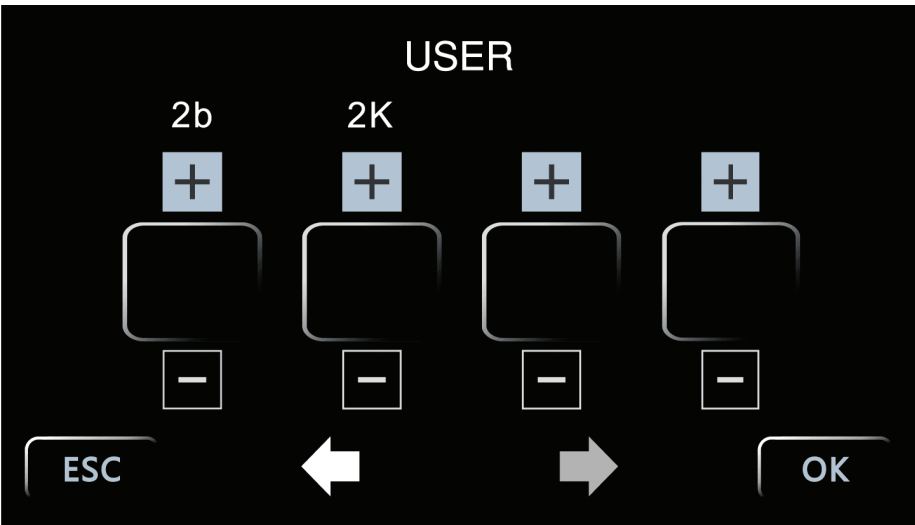 USER
2b 2K
+ + + +
- - - -
ESC OK